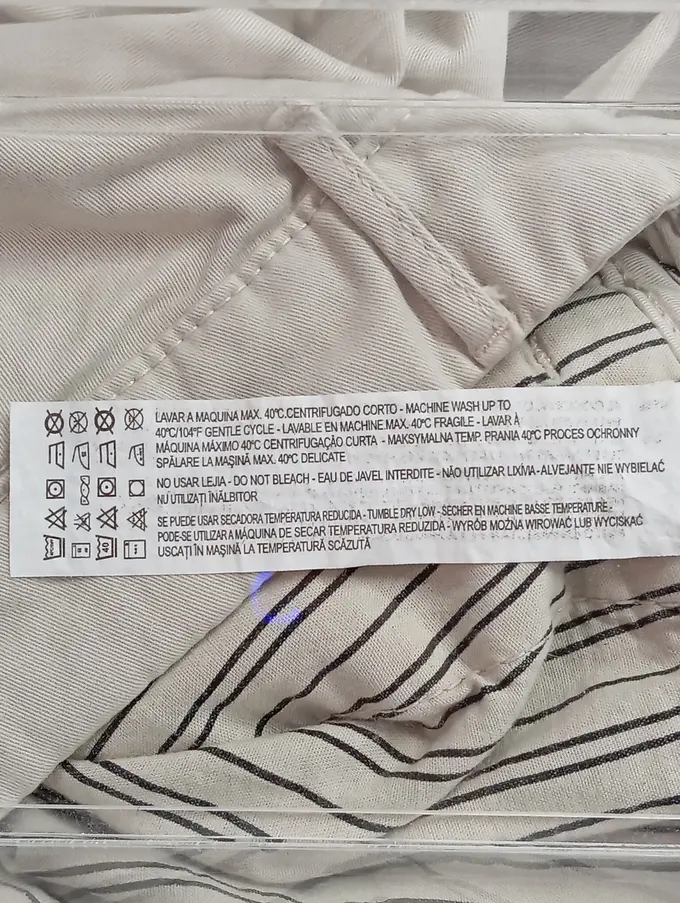 LAVAR A MAQUINA MAX. 40ºC.CENTRIFUGADO CORTO - MACHINE WASH UP TO
40ºC/104ºF GENTLE CYCLE - LAVABLE EN MACHINE.MAX. 40ºC FRAGILE - LAVAR À
MÁQUINA MÁXIMO 40ºC CENTRIFUGAÇÃO CURTA - MAKSYMALNA TEMP. PRANIA 40ºC PROCES OCHRONNY
SPĂLARE LA MAŞINĂ MAX. 40ºC DELICATE
NO USAR LEJIA - DO NOT BLEACH - EAU DE JAVEL INTERDITE - NÃO UTILIZAR LIXÍVIA-ALVEJANTE NIE WYBIELAĆ
NU UTILIZAȚI ÎNĂLBITOR
SE PUEDE USAR SECADORA TEMPERATURA REDUCIDA - TUMBLE DRY LOW - SÉCHER EN MACHINE BASSE TEMPERATURE -
PODE-SE UTILIZAR A MÁQUINA DE SECAR TEMPERATURA REDUZIDA - WYRÓB MOŻNA WIROWAĆ LUB WYCISKAĆ
USCAȚI ÎN MAŞINĂ LA TEMPERATURĂ SCĂZUTĂ